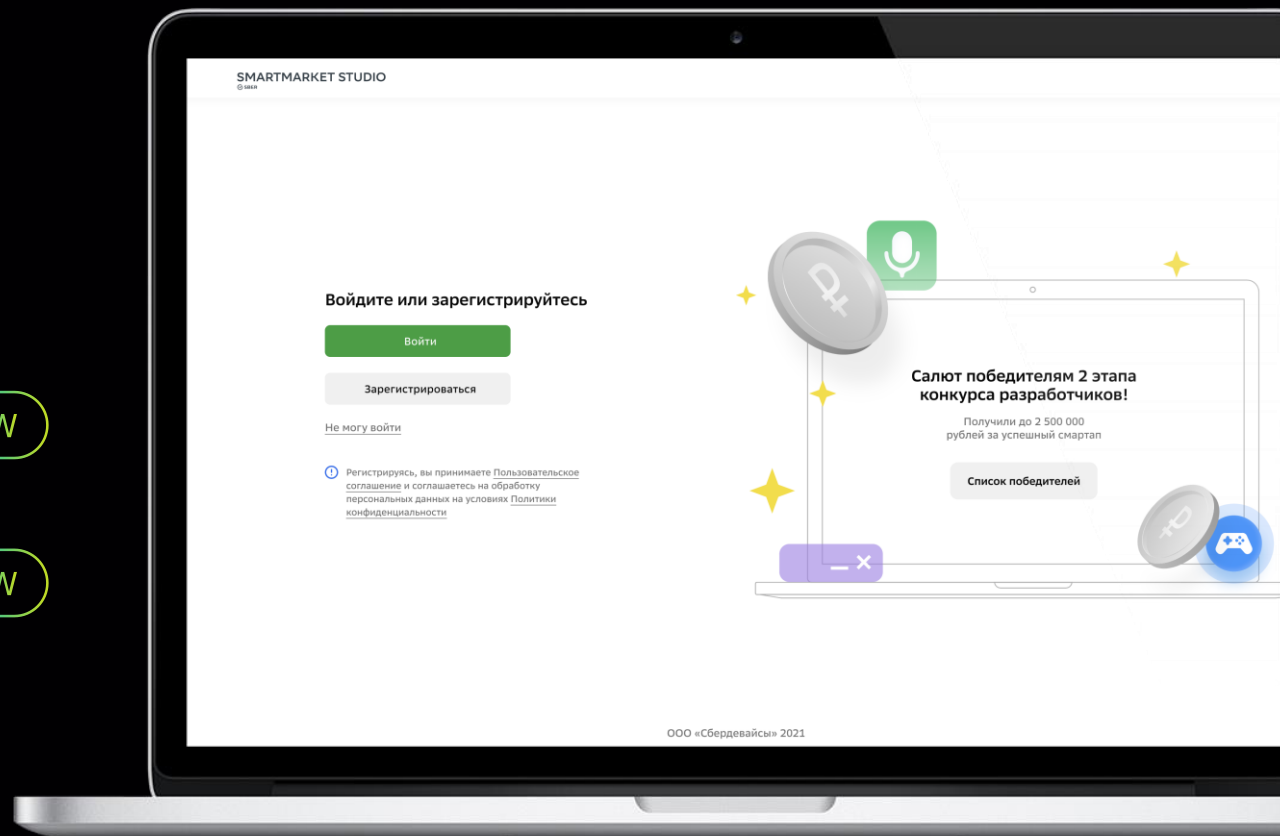 SMARTMARKET STUDIO
SBER
Войдите или зарегистрируйтесь
Войти
Зарегистрироваться
Не могу войти
Регистрируясь, вы принимаете Пользовательское
соглашение и соглашаетесь на обработку
персональных данных на условиях Политики
конфиденциальности
Салют победителям 2 этапа
конкурса разработчиков!
Получили до 2 500 000
рублей за успешный смартап
Список победителей
ООО «Сбердевайсы» 2021
W
W